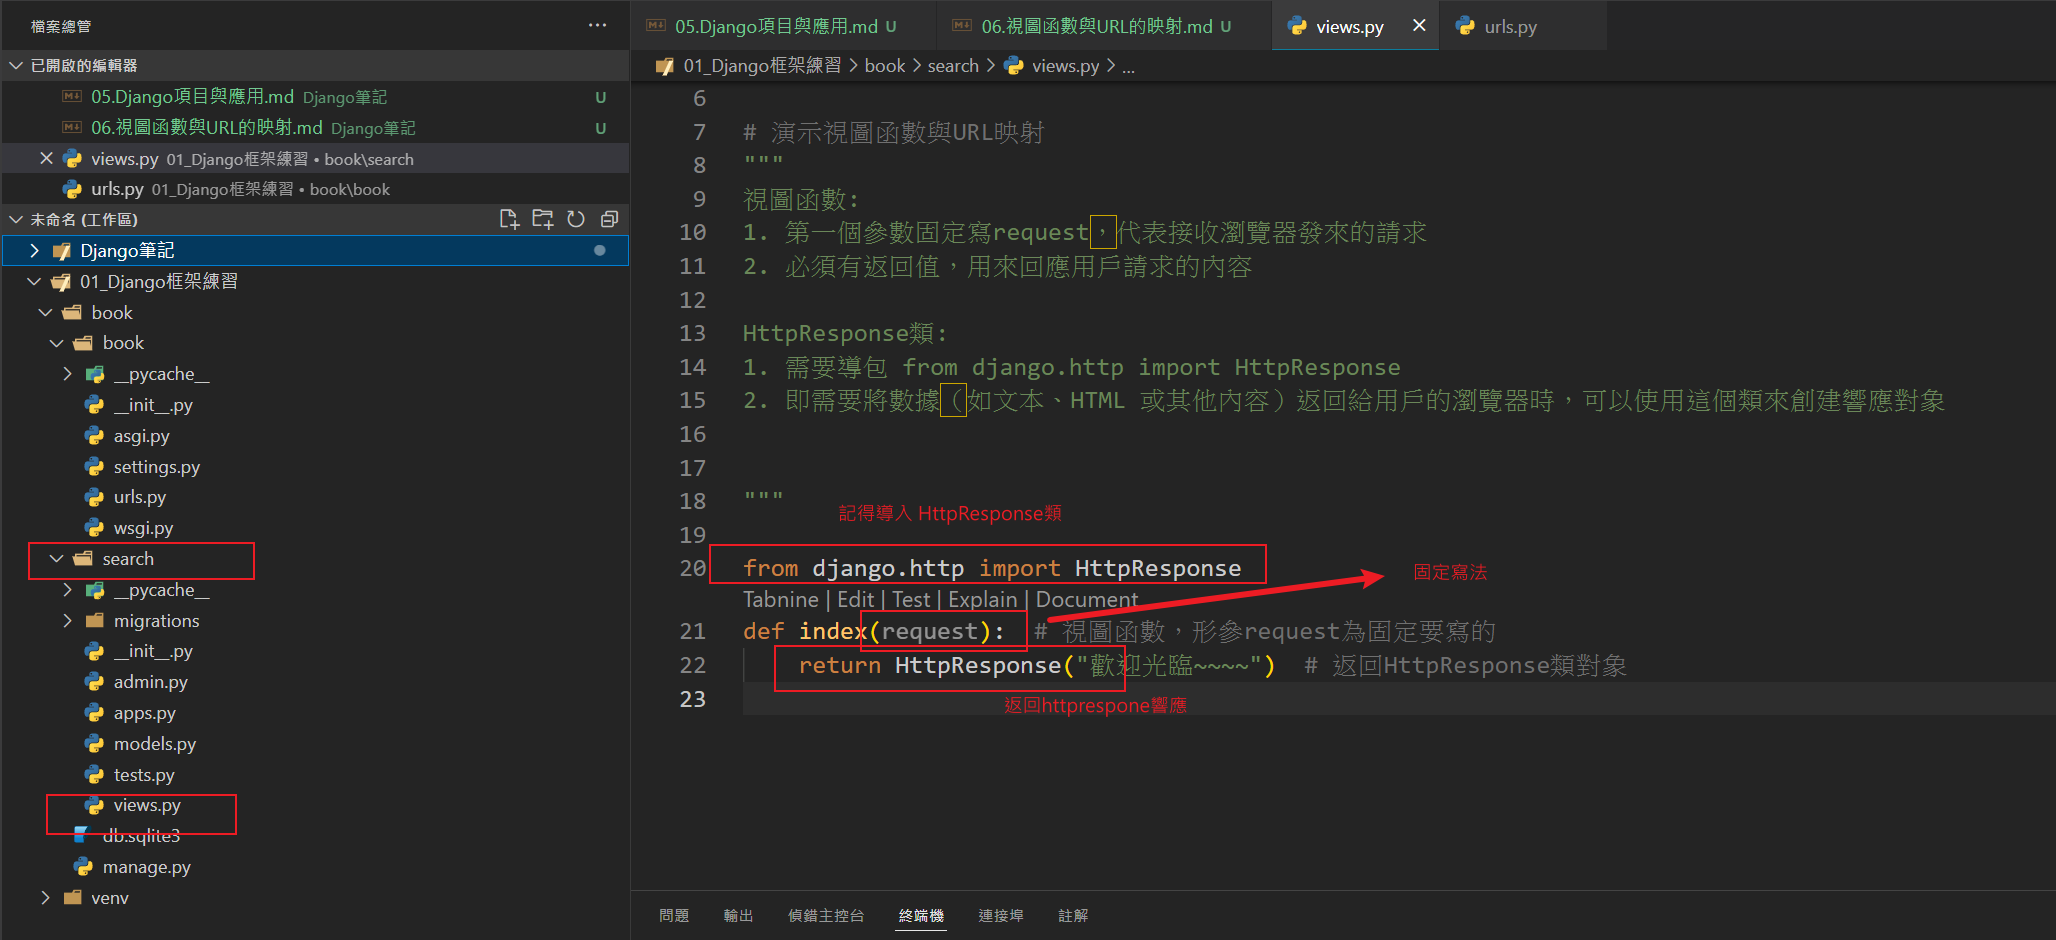 檔案總管
已開啟的編輯器
05.Django項目與應用.md Django筆記 U
06.視圖函數與URL的映射.md Django筆記 U
views.py 01_Django框架練習 • book\search
urls.py 01_Django框架練習 • book\book
未命名 (工作區)
Django筆記
01_Django框架練習
book
book
__pycache__
__init__.py
asgi.py
settings.py
urls.py
wsgi.py
search
__pycache__
migrations
__init__.py
admin.py
apps.py
models.py
tests.py
views.py
db.sqlite3
manage.py
venv
05.Django項目與應用.md U 06.視圖函數與URL的映射.md U views.py urls.py
01_Django框架練習 > book > search > views.py > ...
6
7 # 演示視圖函數與URL映射
8 """
9 視圖函數:
10 1. 第一個參數固定寫request，代表接收瀏覽器發來的請求
11 2. 必須有返回值，用來回應用戶請求的內容
12
13 HttpResponse類:
14 1. 需要導包 from django.http import HttpResponse
15 2. 即需要將數據（如文本、HTML 或其他內容）返回給用戶的瀏覽器時，可以使用這個類來創建響應對象
16
17
18 """
記得導入 HttpResponse類
19
20 from django.http import HttpResponse
固定寫法
Tabnine | Edit | Test | Explain | Document
21 def index(request): # 視圖函數，形參request為固定要寫的
22 return HttpResponse("歡迎光臨~~~~") # 返回HttpResponse類對象
23
返回httprespone響應
問題 輸出 偵錯主控台 終端機 連接埠 註解